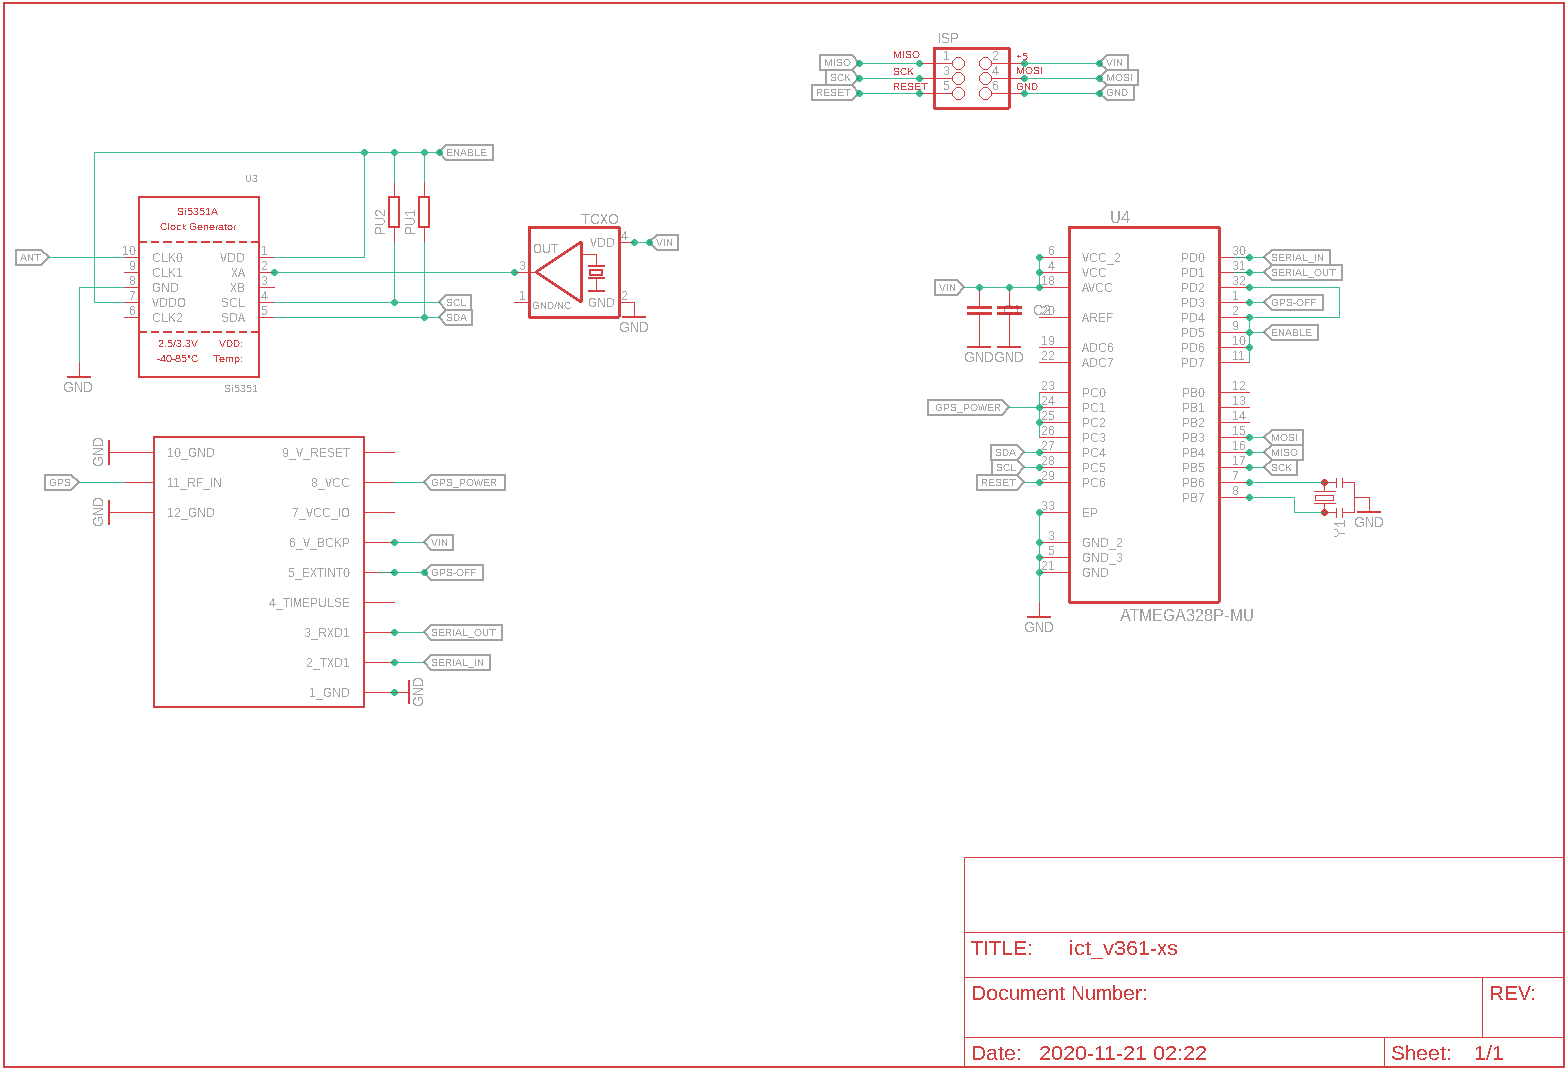 ISP
MISO MISO 1 2 +5 VIN
SCK SCK 3 4 MOSI MOSI
RESET RESET 5 6 GND GND
ENABLE
U3
Si5351A
Clock Generator
PU2 PU1
ANT 10 CLK0 VDD 1
9 CLK1 XA 2
8 GND XB 3
7 VDDO SCL 4 SCL
6 CLK2 SDA 5 SDA
2.5/3.3V VDD:
-40-85°C Temp:
GND
Si5351
TCXO
OUT VDD 4 VIN
3
1 GND/NC GND 2
GND
U4
6 VCC_2 PD0 30 SERIAL_IN
4 VCC PD1 31 SERIAL_OUT
VIN 18 AVCC PD2 32
PD3 1 GPS-OFF
C2 20 AREF PD4 2
PD5 9 ENABLE
19 ADC6 PD6 10
GND GND 22 ADC7 PD7 11
23 PC0 PB0 12
GPS_POWER 24 PC1 PB1 13
25 PC2 PB2 14
26 PC3 PB3 15 MOSI
SDA 27 PC4 PB4 16 MISO
SCL 28 PC5 PB5 17 SCK
RESET 29 PC6 PB6 7
PB7 8
33 EP
Y1 GND
3 GND_2
5 GND_3
21 GND
GND
ATMEGA328P-MU
GND 10_GND 9_V_RESET
GPS 11_RF_IN 8_VCC GPS_POWER
GND 12_GND 7_VCC_IO
6_V_BCKP VIN
5_EXTINT0 GPS-OFF
4_TIMEPULSE
3_RXD1 SERIAL_OUT
2_TXD1 SERIAL_IN
1_GND GND
TITLE: ict_v361-xs
Document Number: REV:
Date: 2020-11-21 02:22 Sheet: 1/1